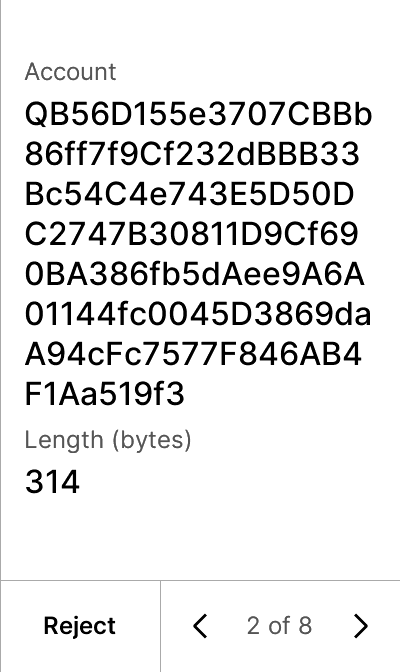 Account
QB56D155e3707CBBb
86ff7f9Cf232dBBB33
Bc54C4e743E5D50D
C2747B30811D9Cf69
0BA386fb5dAee9A6A
01144fc0045D3869da
A94cFc7577F846AB4
F1Aa519f3
Length (bytes)
314
Reject
2 of 8